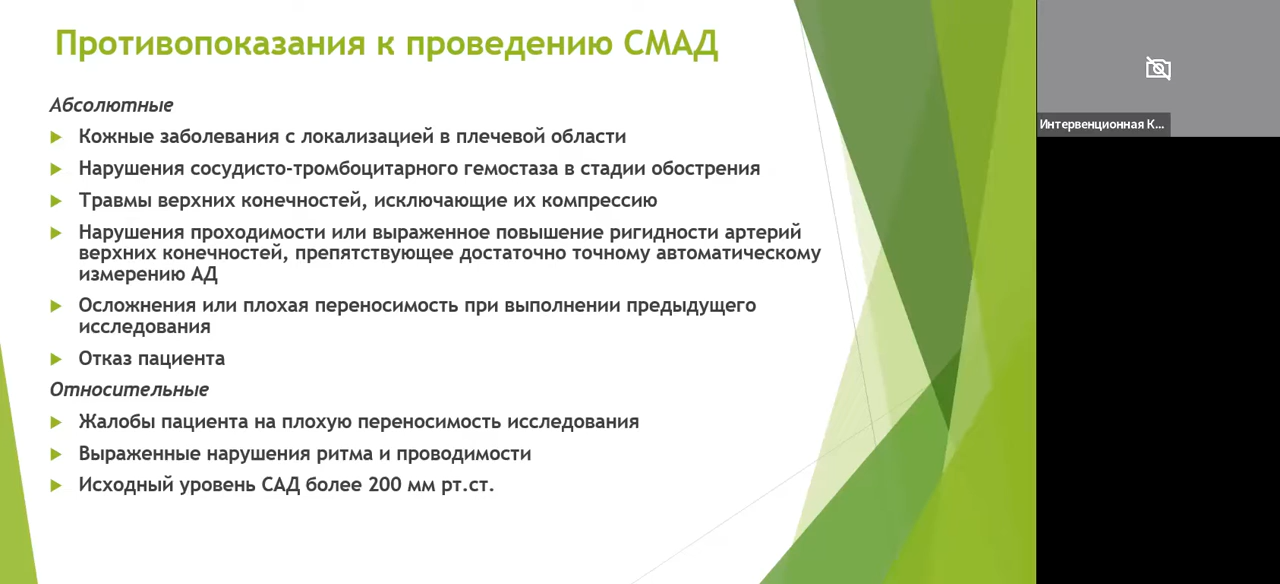 Противопоказания к проведению СМАД
Абсолютные
Кожные заболевания с локализацией в плечевой области
Нарушения сосудисто-тромбоцитарного гемостаза в стадии обострения
Травмы верхних конечностей, исключающие их компрессию
Нарушения проходимости или выраженное повышение ригидности артерий
верхних конечностей, препятствующее достаточно точному автоматическому
измерению АД
Осложнения или плохая переносимость при выполнении предыдущего
исследования
Отказ пациента
Относительные
Жалобы пациента на плохую переносимость исследования
Выраженные нарушения ритма и проводимости
Исходный уровень САД более 200 мм рт.ст.
Интервенционная К...